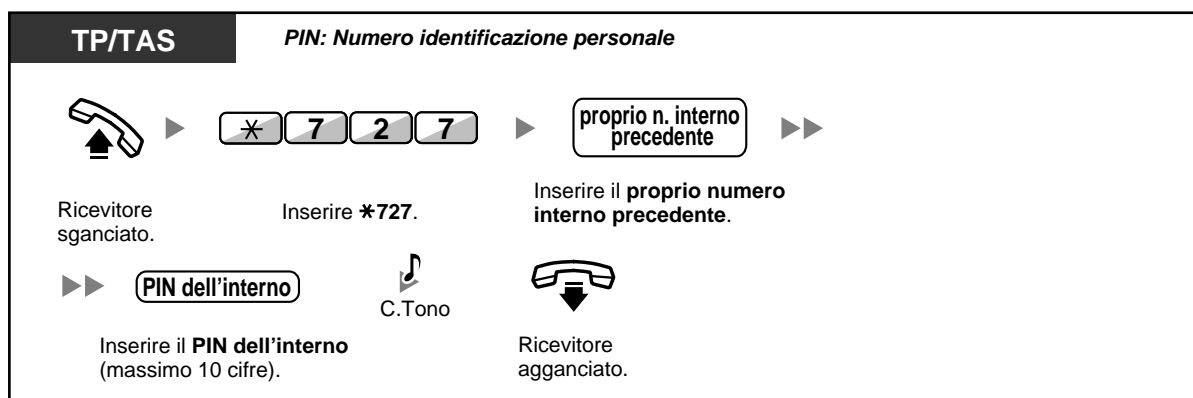 TP/TAS
PIN: Numero identificazione personale
✳ 7 2 7
proprio n. interno
precedente
Ricevitore
sganciato.
Inserire ✳727.
Inserire il proprio numero
interno precedente.
PIN dell'interno
C.Tono
Inserire il PIN dell'interno
(massimo 10 cifre).
Ricevitore
agganciato.